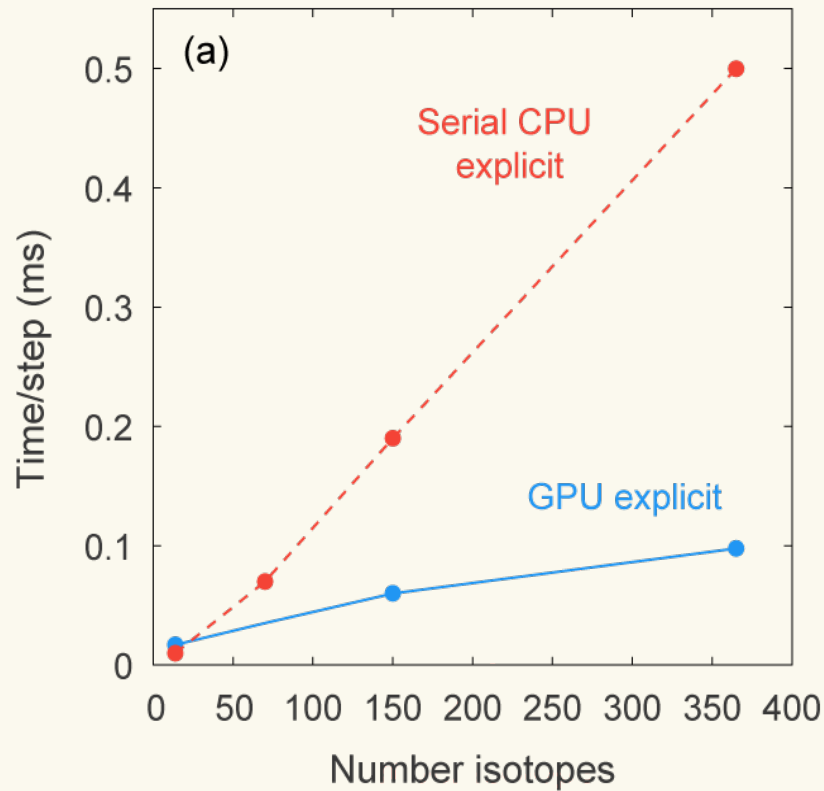 (a)
0.5
Serial CPU
explicit
0.4
Time/step (ms)
0.3
0.2
GPU explicit
0.1
0
0 50 100 150 200 250 300 350 400
Number isotopes